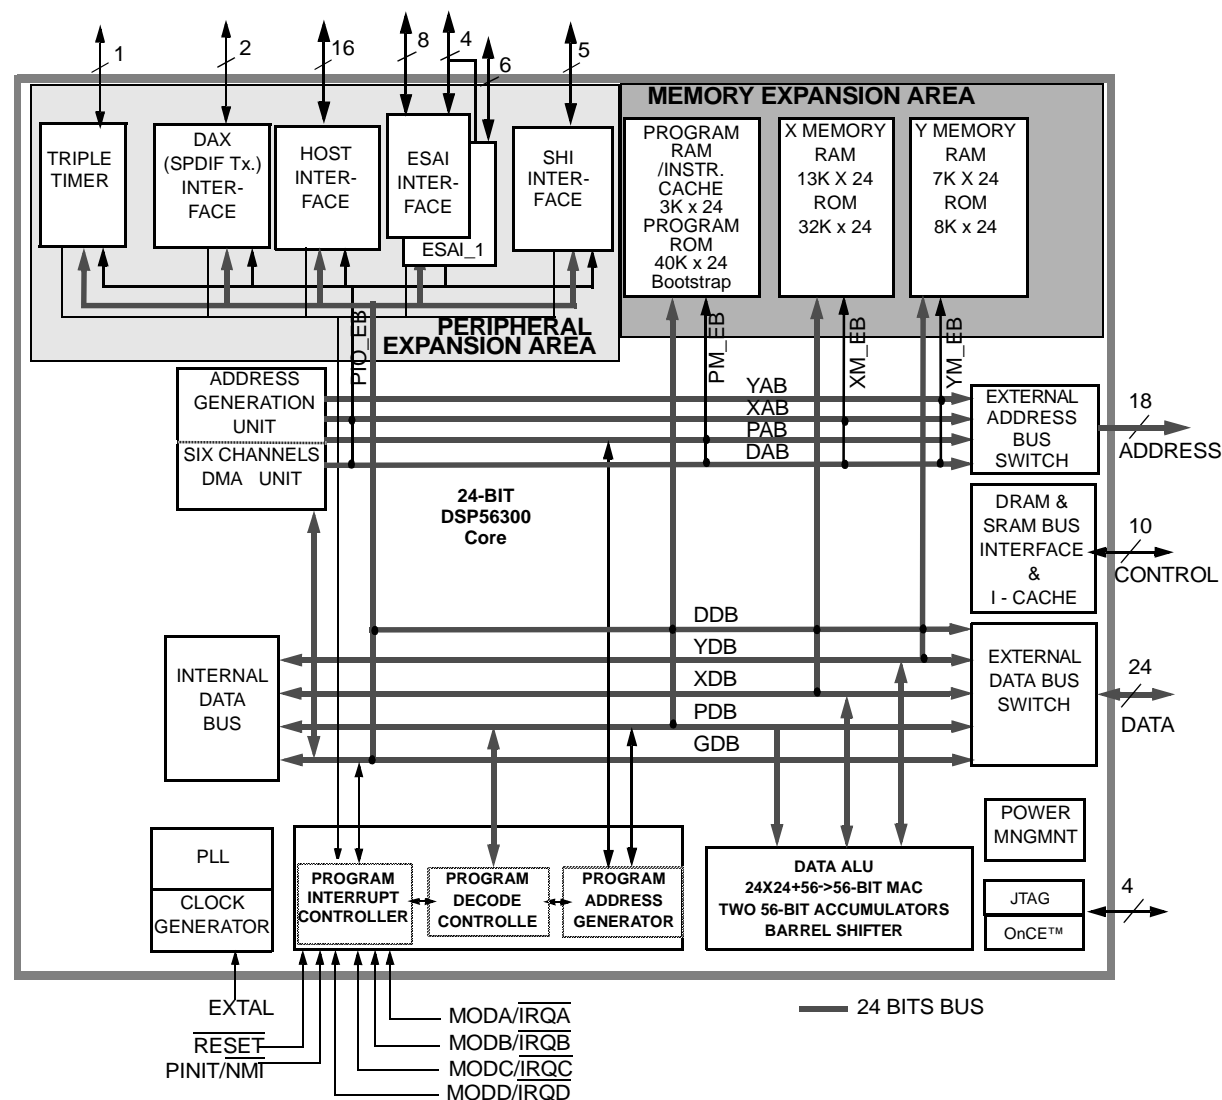 1
2
16
8
4
6
5
MEMORY EXPANSION AREA
TRIPLE
TIMER
DAX
(SPDIF Tx.)
INTER-
FACE
HOST
INTER-
FACE
ESAI
INTER-
FACE
ESAI_1
SHI
INTER-
FACE
PROGRAM
RAM
/INSTR.
CACHE
3K x 24
PROGRAM
ROM
40K x 24
Bootstrap
X MEMORY
RAM
13K X 24
ROM
32K x 24
Y MEMORY
RAM
7K X 24
ROM
8K x 24
PERIPHERAL
EXPANSION AREA
PIO_EB
PM_EB
XM_EB
YM_EB
ADDRESS
GENERATION
UNIT
SIX CHANNELS
DMA UNIT
YAB
XAB
PAB
DAB
EXTERNAL
ADDRESS
BUS
SWITCH
18
ADDRESS
24-BIT
DSP56300
Core
DRAM &
SRAM BUS
INTERFACE
&
I - CACHE
10
CONTROL
INTERNAL
DATA
BUS
DDB
YDB
XDB
PDB
GDB
EXTERNAL
DATA BUS
SWITCH
24
DATA
PLL
CLOCK
GENERATOR
PROGRAM
INTERRUPT
CONTROLLER
PROGRAM
DECODE
CONTROLLE
PROGRAM
ADDRESS
GENERATOR
DATA ALU
24X24+56->56-BIT MAC
TWO 56-BIT ACCUMULATORS
BARREL SHIFTER
POWER
MNGMNT
JTAG
OnCE™
4
EXTAL
RESET
PINIT/NMI
MODA/IRQA
MODB/IRQB
MODC/IRQC
MODD/IRQD
24 BITS BUS